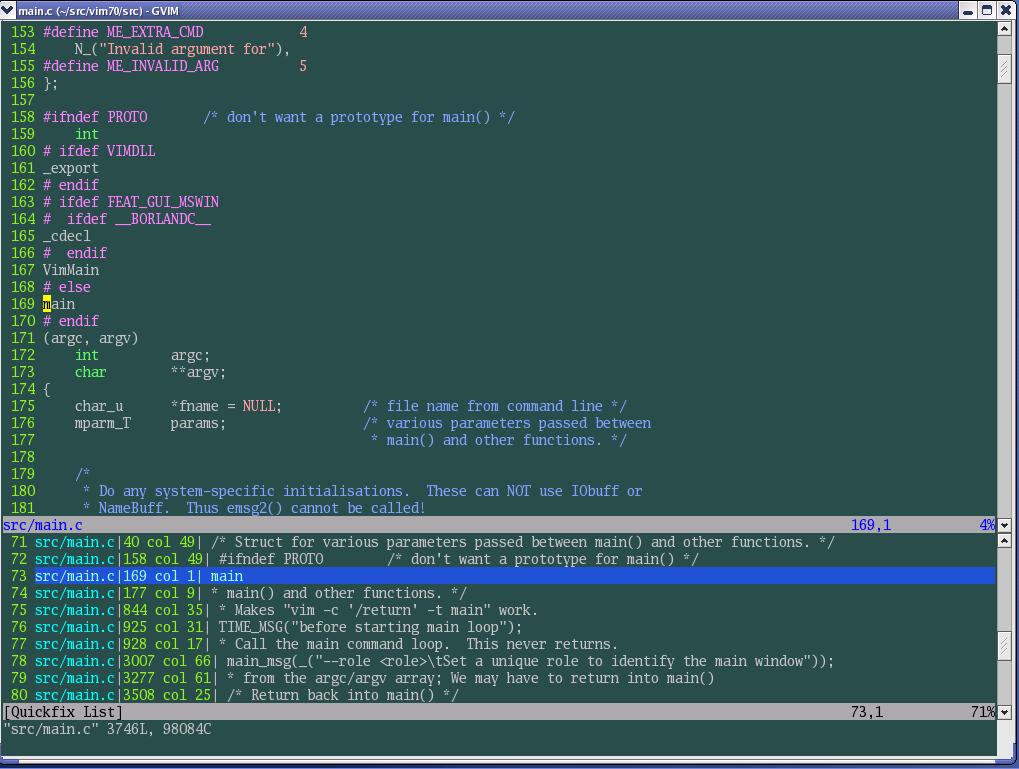 main.c (~/src/vim70/src) - GVIM
153 #define ME_EXTRA_CMD            4
154     N_("Invalid argument for"),
155 #define ME_INVALID_ARG          5
156 };
157
158 #ifndef PROTO       /* don't want a prototype for main() */
159     int
160 # ifdef VIMDLL
161 _export
162 # endif
163 # ifdef FEAT_GUI_MSWIN
164 #  ifdef __BORLANDC__
165 _cdecl
166 #  endif
167 VimMain
168 # else
169 main
170 # endif
171 (argc, argv)
172     int         argc;
173     char        **argv;
174 {
175     char_u      *fname = NULL;          /* file name from command line */
176     mparm_T     params;                 /* various parameters passed between
177                                          * main() and other functions. */
178
179     /*
180      * Do any system-specific initialisations.  These can NOT use IObuff or
181      * NameBuff.  Thus emsg2() cannot be called!
src/main.c 169,1 4%
71 src/main.c|40 col 49| /* Struct for various parameters passed between main() and other functions. */
72 src/main.c|158 col 49| #ifndef PROTO        /* don't want a prototype for main() */
73 src/main.c|169 col 1| main
74 src/main.c|177 col 9| * main() and other functions. */
75 src/main.c|844 col 35| * Makes "vim -c '/return' -t main" work.
76 src/main.c|925 col 31| TIME_MSG("before starting main loop");
77 src/main.c|928 col 17| * Call the main command loop.  This never returns.
78 src/main.c|3007 col 66| main_msg(_("--role <role>\tSet a unique role to identify the main window"));
79 src/main.c|3277 col 61| * from the argc/argv array; We may have to return into main()
80 src/main.c|3508 col 25| /* Return back into main() */
[Quickfix List] 73,1 71%
"src/main.c" 3746L, 98084C